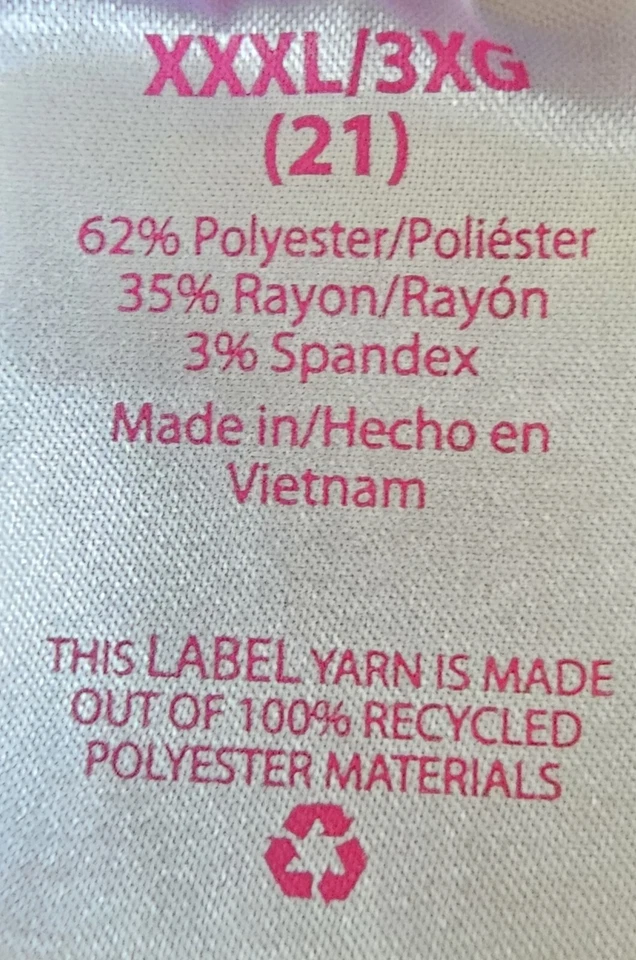 XXXL/3XG
(21)
62% Polyester/Poliéster
35% Rayon/Rayón
3% Spandex
Made in/Hecho en
Vietnam
THIS LABEL YARN IS MADE
OUT OF 100% RECYCLED
POLYESTER MATERIALS